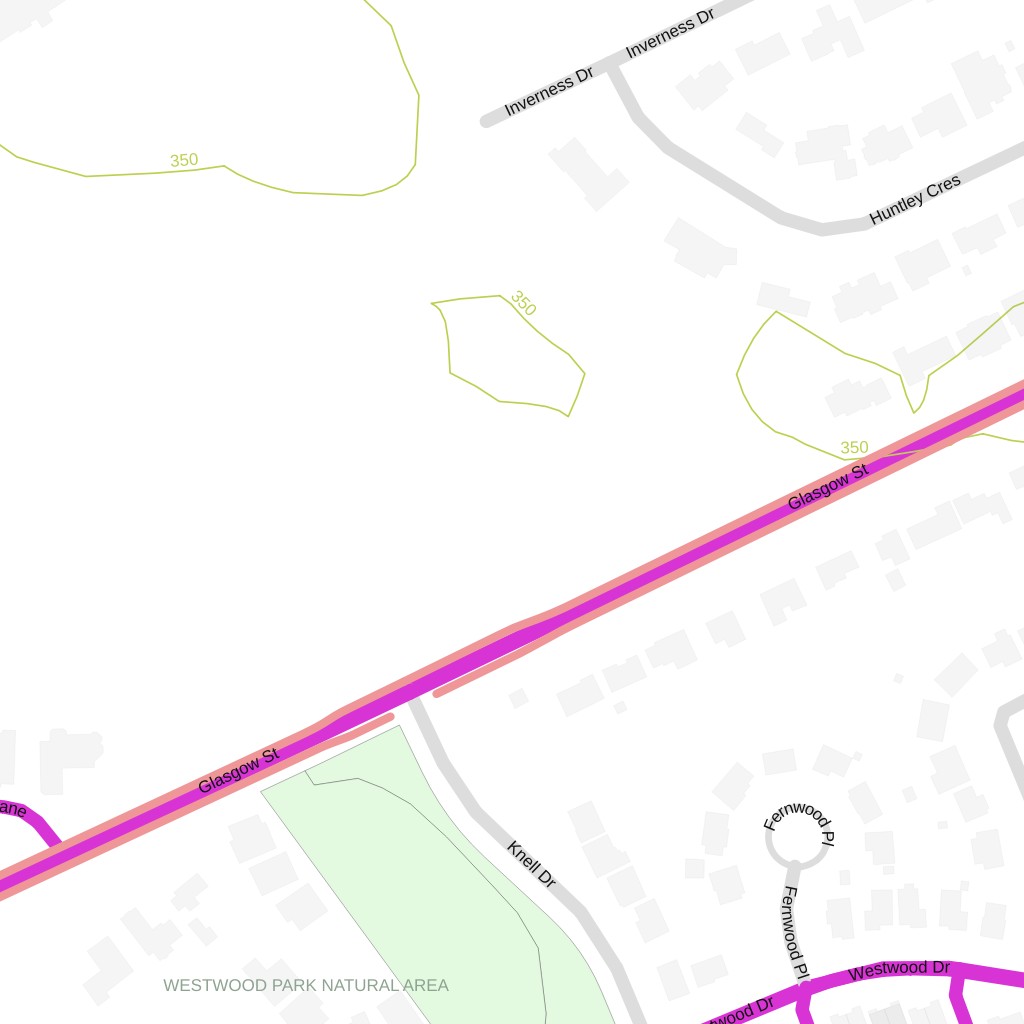 Inverness Dr
Inverness Dr
350
Huntley Cres
350
350
Glasgow St
Glasgow St
ane
Fernwood Pl
Knell Dr
Fernwood Pl
Westwood Dr
WESTWOOD PARK NATURAL AREA
twood Dr